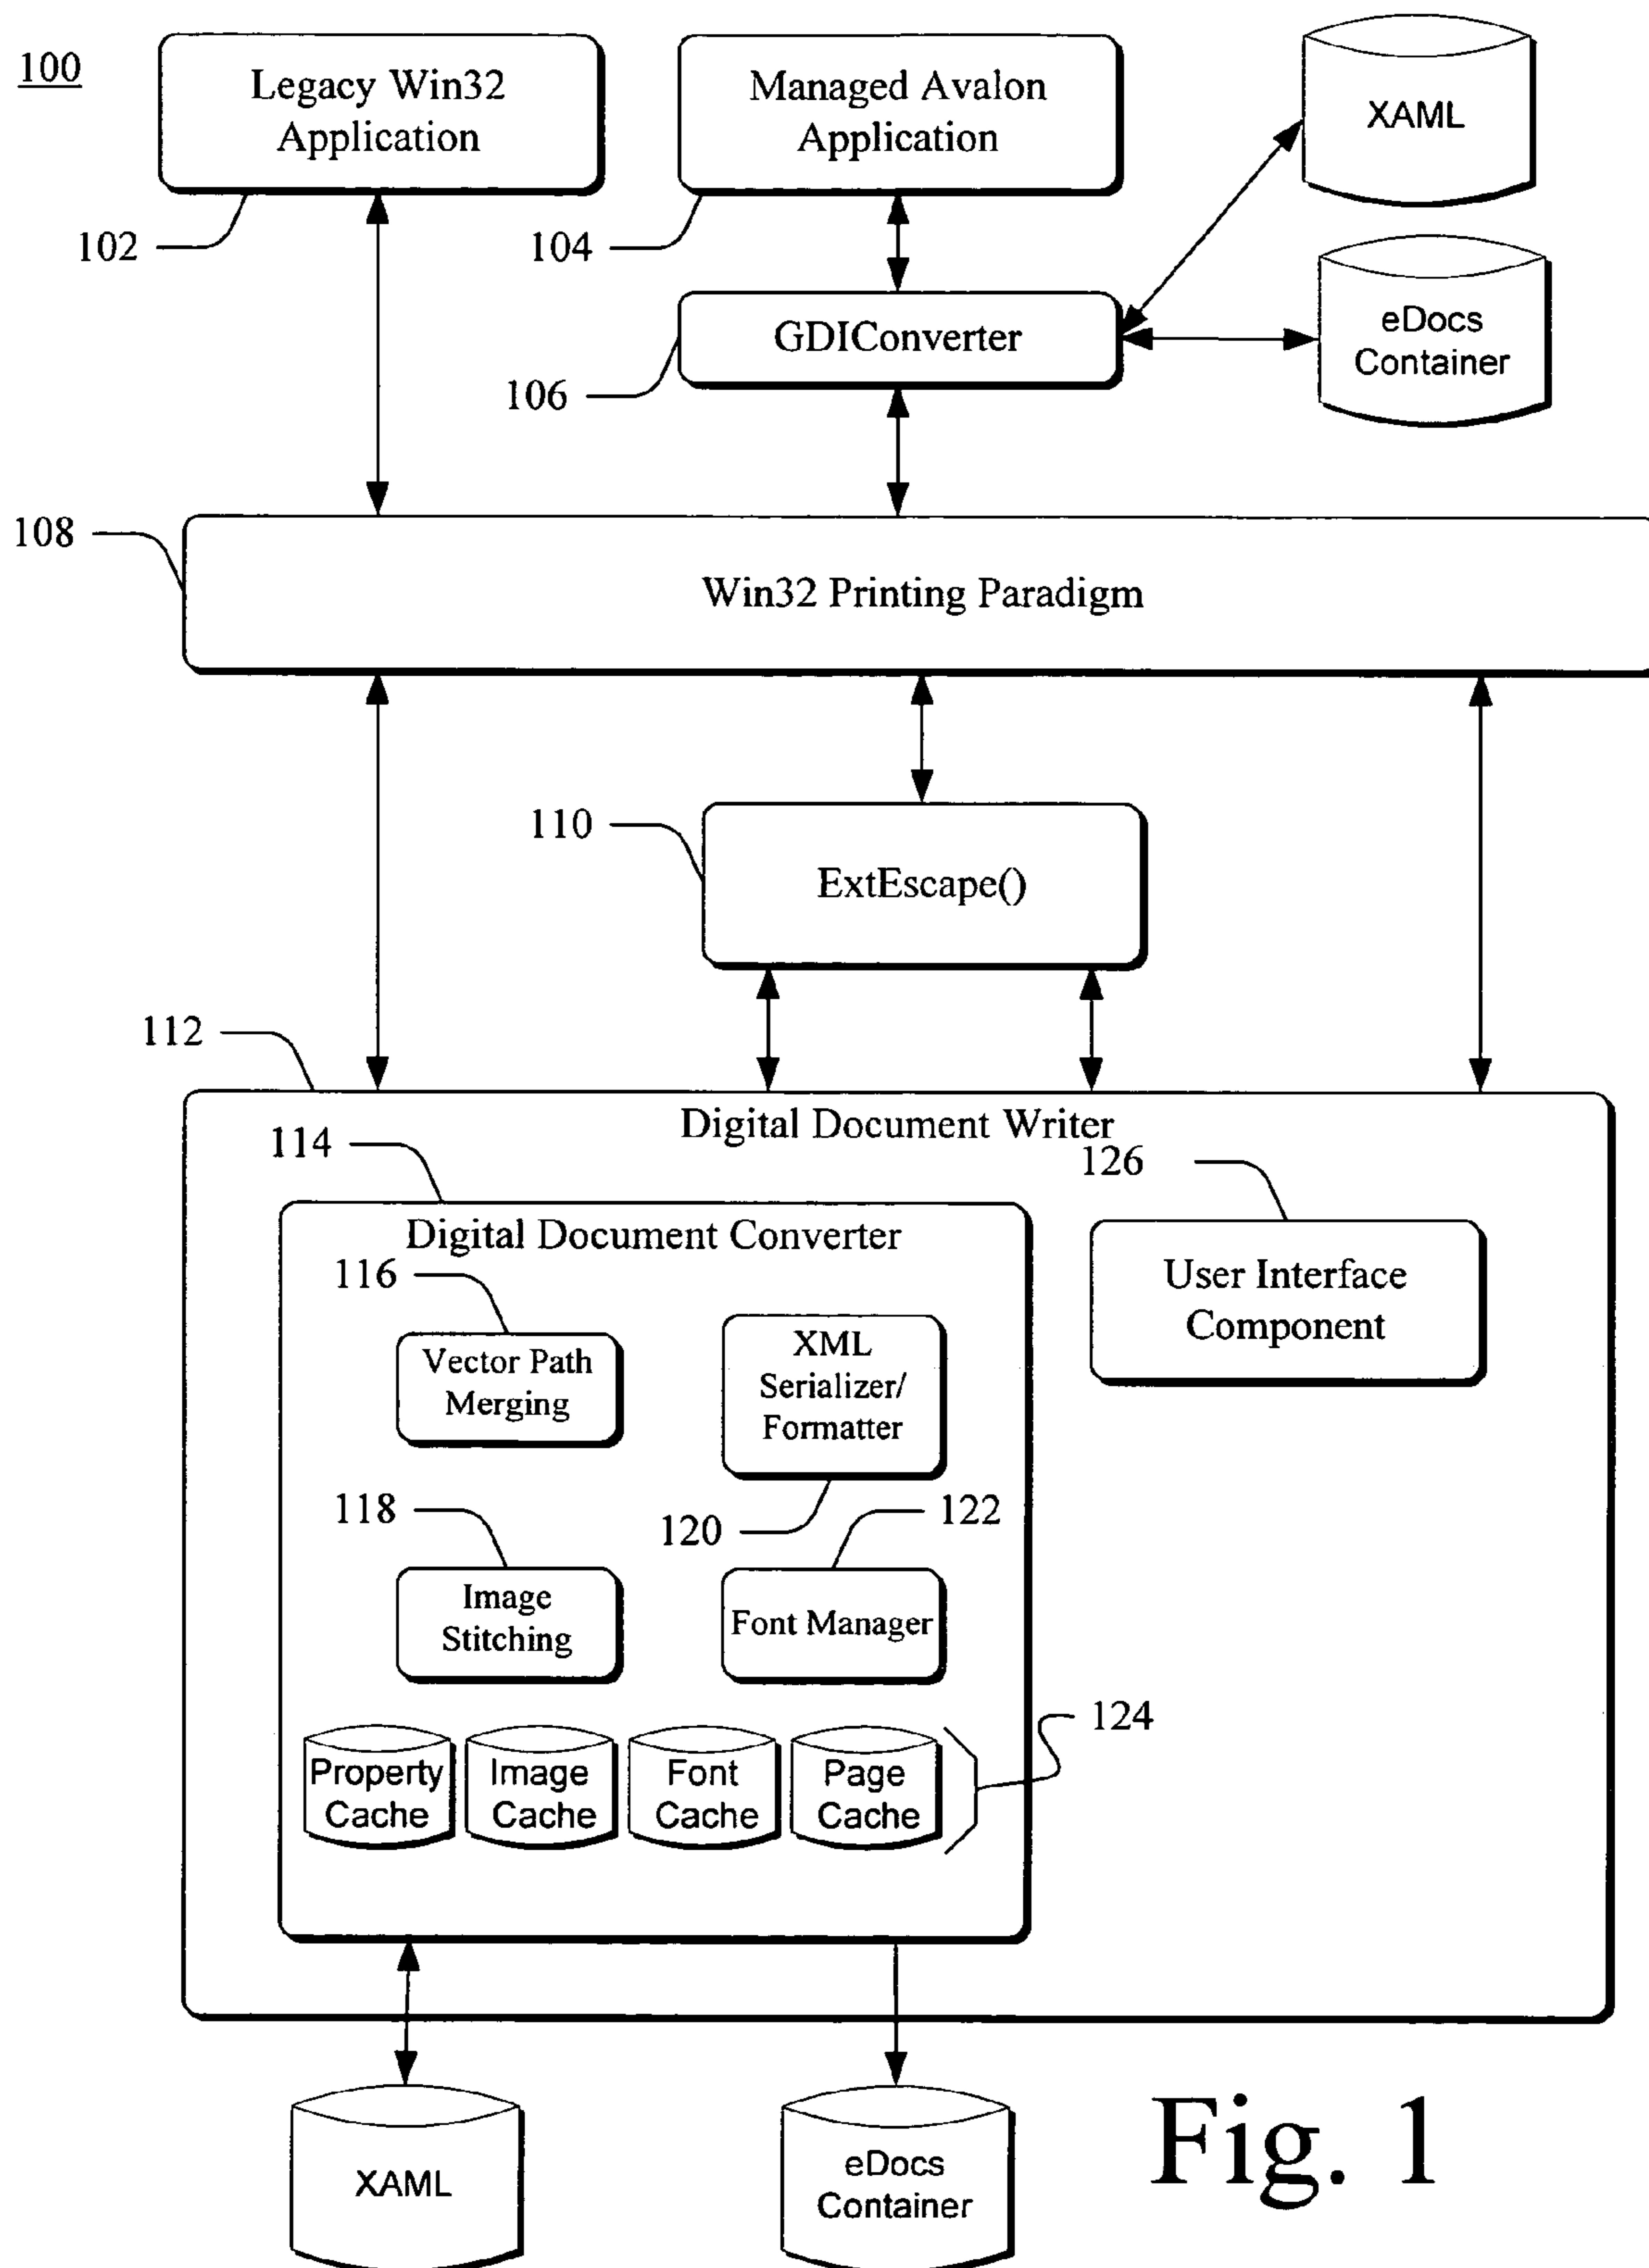 100
Legacy Win32
Application
102
Managed Avalon
Application
104
XAML
GDIConverter
106
eDocs
Container
108
Win32 Printing Paradigm
110
ExtEscape()
112
Digital Document Writer
114
126
Digital Document Converter
User Interface
Component
116
Vector Path
Merging
XML
Serializer/
Formatter
118
120
122
Image
Stitching
Font Manager
124
Property
Cache
Image
Cache
Font
Cache
Page
Cache
XAML
eDocs
Container
Fig. 1